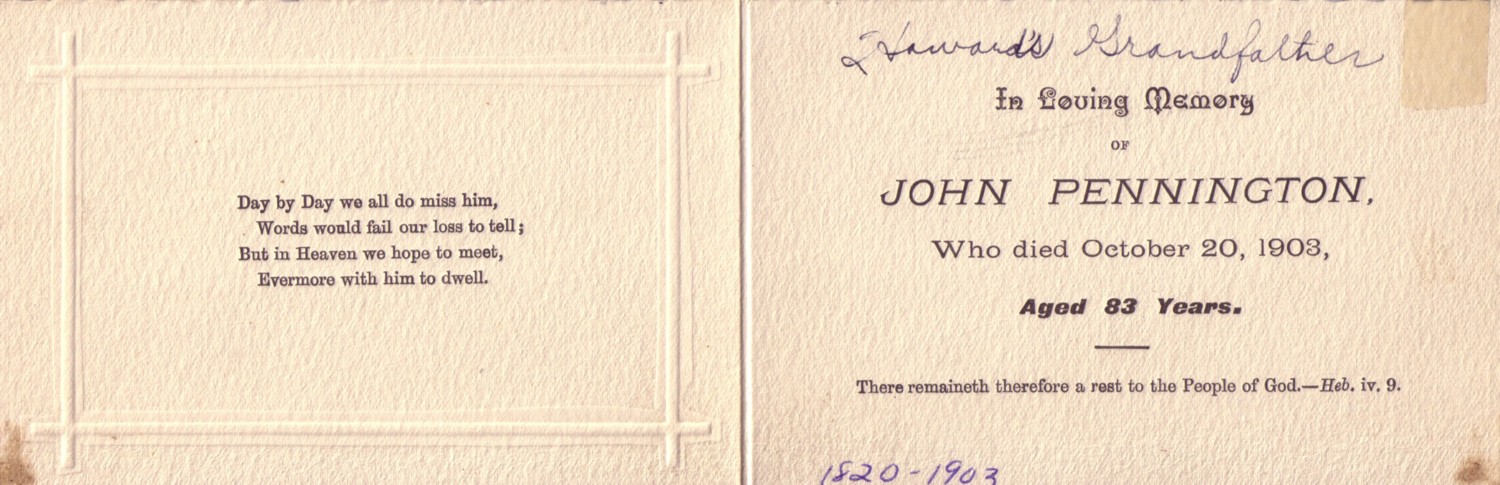 Day by Day we all do miss him,
Words would fail our loss to tell;
But in Heaven we hope to meet,
Evermore with him to dwell.
Howard's Grandfather
In Loving Memory
OF
JOHN PENNINGTON,
Who died October 20, 1903,
Aged 83 Years.
There remaineth therefore a rest to the People of God.—Heb. iv. 9.
1820-1903